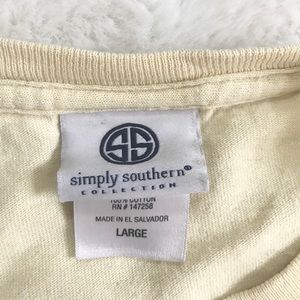 SS
simply southern®
COLLECTION
100% COTTON
RN # 147258
MADE IN EL SALVADOR
LARGE